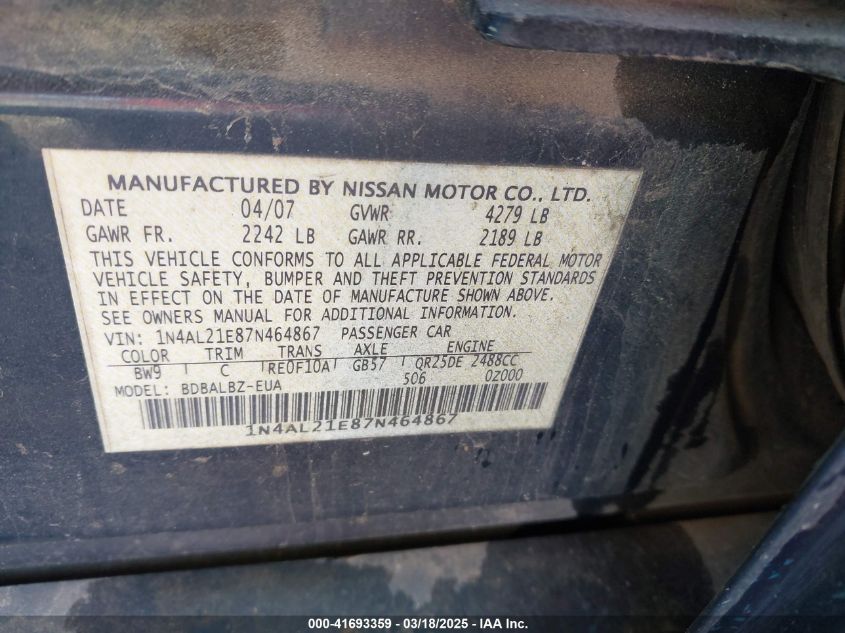 MANUFACTURED BY NISSAN MOTOR CO., LTD.
DATE 04/07 GVWR 4279 LB
GAWR FR. 2242 LB GAWR RR. 2189 LB
THIS VEHICLE CONFORMS TO ALL APPLICABLE FEDERAL MOTOR
VEHICLE SAFETY, BUMPER AND THEFT PREVENTION STANDARDS
IN EFFECT ON THE DATE OF MANUFACTURE SHOWN ABOVE.
SEE OWNERS MANUAL FOR ADDITIONAL INFORMATION.
VIN: 1N4AL21E87N464867 PASSENGER CAR
COLOR TRIM TRANS AXLE ENGINE
BW9 C RE0F10A GB57 QR25DE 2488CC
MODEL: BDBALBZ-EUA 506 0Z000
1N4AL21E87N464867
000-41693359 / 03/18/2025 - IAA Inc.